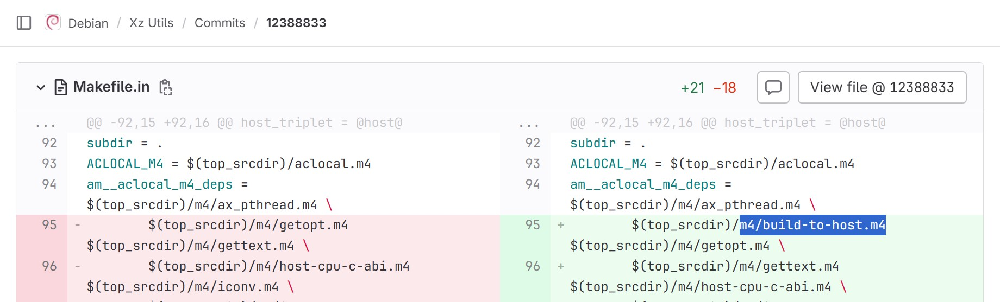 Debian / Xz Utils / Commits / 12388833
Makefile.in +21 −18 View file @ 12388833
... @@ -92,15 +92,16 @@ host_triplet = @host@ ... @@ -92,15 +92,16 @@ host_triplet = @host@
92 subdir = . 92 subdir = .
93 ACLOCAL_M4 = $(top_srcdir)/aclocal.m4 93 ACLOCAL_M4 = $(top_srcdir)/aclocal.m4
94 am__aclocal_m4_deps = 94 am__aclocal_m4_deps =
$(top_srcdir)/m4/ax_pthread.m4 \ $(top_srcdir)/m4/ax_pthread.m4 \
95 - $(top_srcdir)/m4/getopt.m4 95 + $(top_srcdir)/m4/build-to-host.m4
$(top_srcdir)/m4/gettext.m4 \ $(top_srcdir)/m4/getopt.m4 \
96 - $(top_srcdir)/m4/host-cpu-c-abi.m4 96 + $(top_srcdir)/m4/gettext.m4
$(top_srcdir)/m4/iconv.m4 \ $(top_srcdir)/m4/host-cpu-c-abi.m4 \